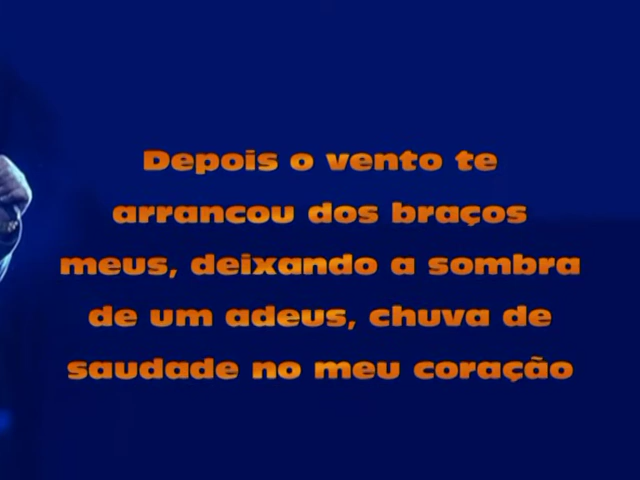 Depois o vento te
arrancou dos braços
meus, deixando a sombra
de um adeus, chuva de
saudade no meu coração